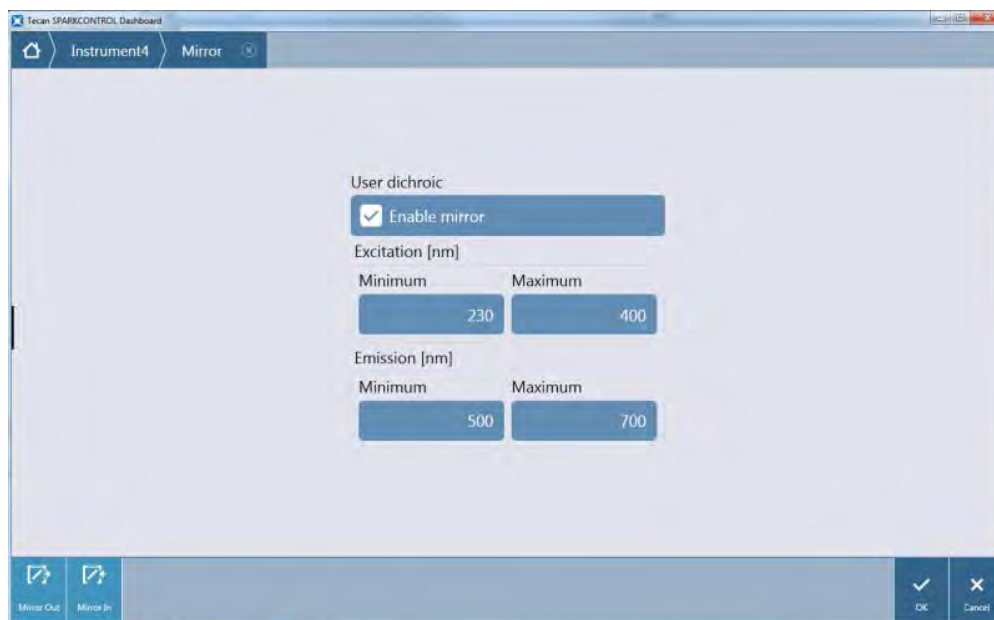 Tecan SPARKCONTROL Dashboard
Instrument4 Mirror
User dichroic
Enable mirror
Excitation [nm]
Minimum Maximum
230 400
Emission [nm]
Minimum Maximum
500 700
Mirror Out Mirror In OK Cancel